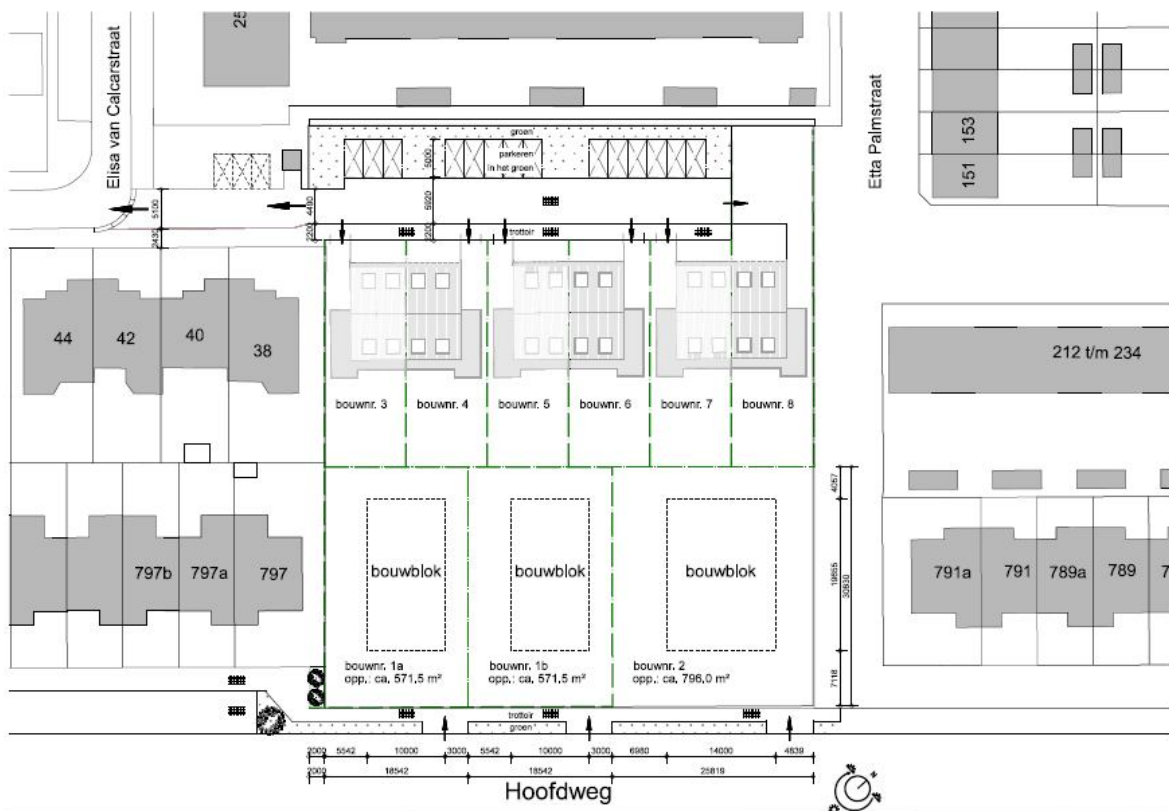 25
Elisa van Calcarstraat
Etta Palmstraat
153
151
groen
parkeren
in het groen
5000
5920
4490
5100
2430
2200
2200
trottoir
44
42
40
38
212 t/m 234
bouwnr. 3
bouwnr. 4
bouwnr. 5
bouwnr. 6
bouwnr. 7
bouwnr. 8
4057
19655
30830
7118
bouwblok
bouwblok
bouwblok
797b
797a
797
791a
791
789a
789
7
bouwnr. 1a
opp.: ca. 571,5 m²
bouwnr. 1b
opp.: ca. 571,5 m²
bouwnr. 2
opp.: ca. 796,0 m²
trottoir
groen
2000 5542 10000 3000 5542 10000 3000 6980 14000 4839
2000 18542 18542 25819
Hoofdweg
N